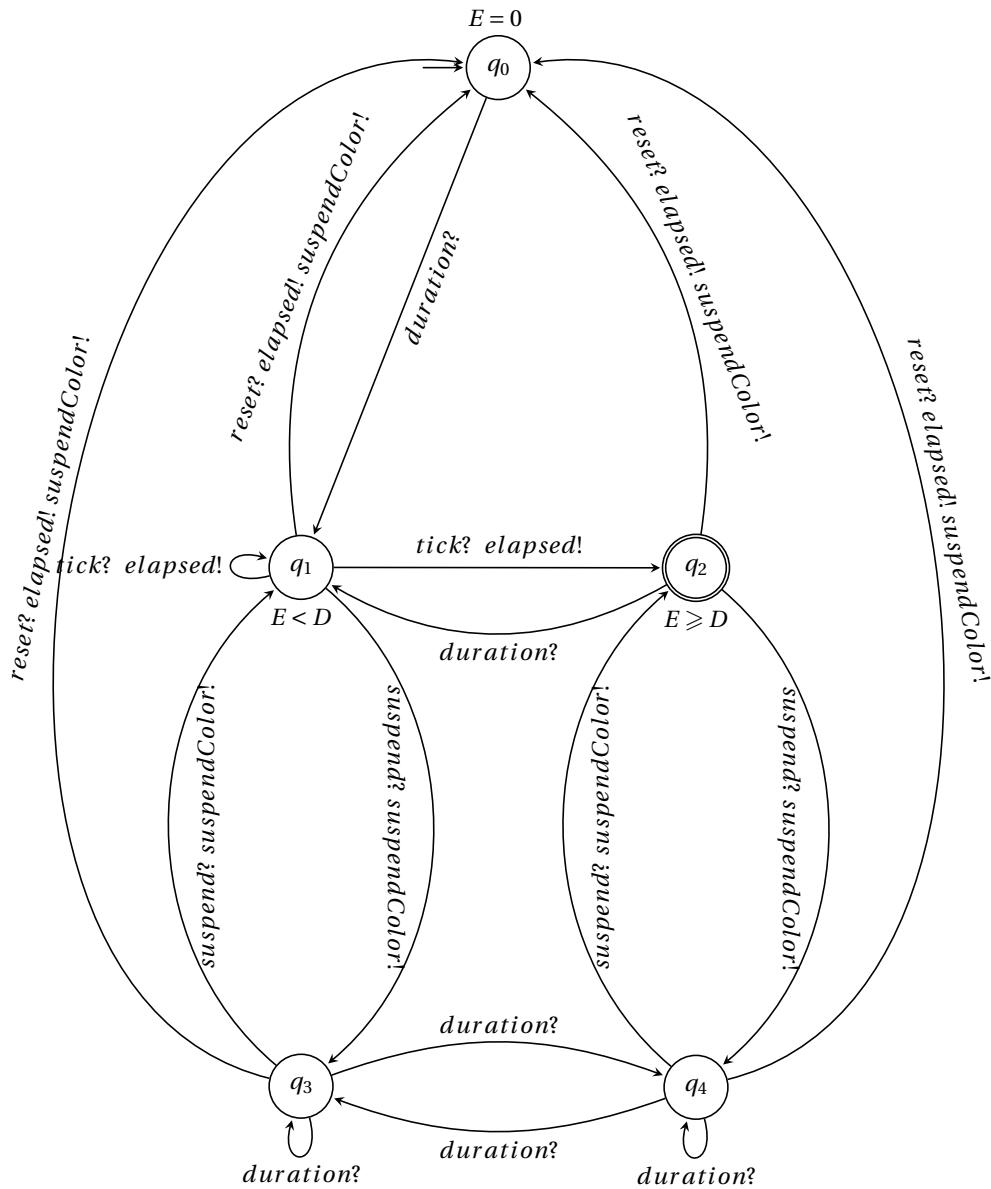 E = 0
q0
reset? elapsed! suspendColor!
reset? elapsed! suspendColor!
duration?
reset? elapsed! suspendColor!
reset? elapsed! suspendColor!
tick? elapsed!
q1
E < D
tick? elapsed!
q2
E ⩾ D
duration?
suspend? suspendColor!
suspend? suspendColor!
suspend? suspendColor!
suspend? suspendColor!
duration?
q3
q4
duration?
duration?
duration?